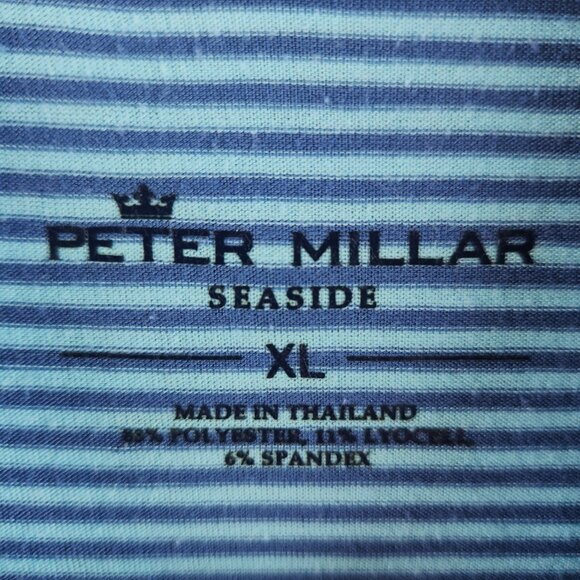 PETER MILLAR
SEASIDE
XL
MADE IN THAILAND
83% POLYESTER, 11% LYOCELL,
6% SPANDEX